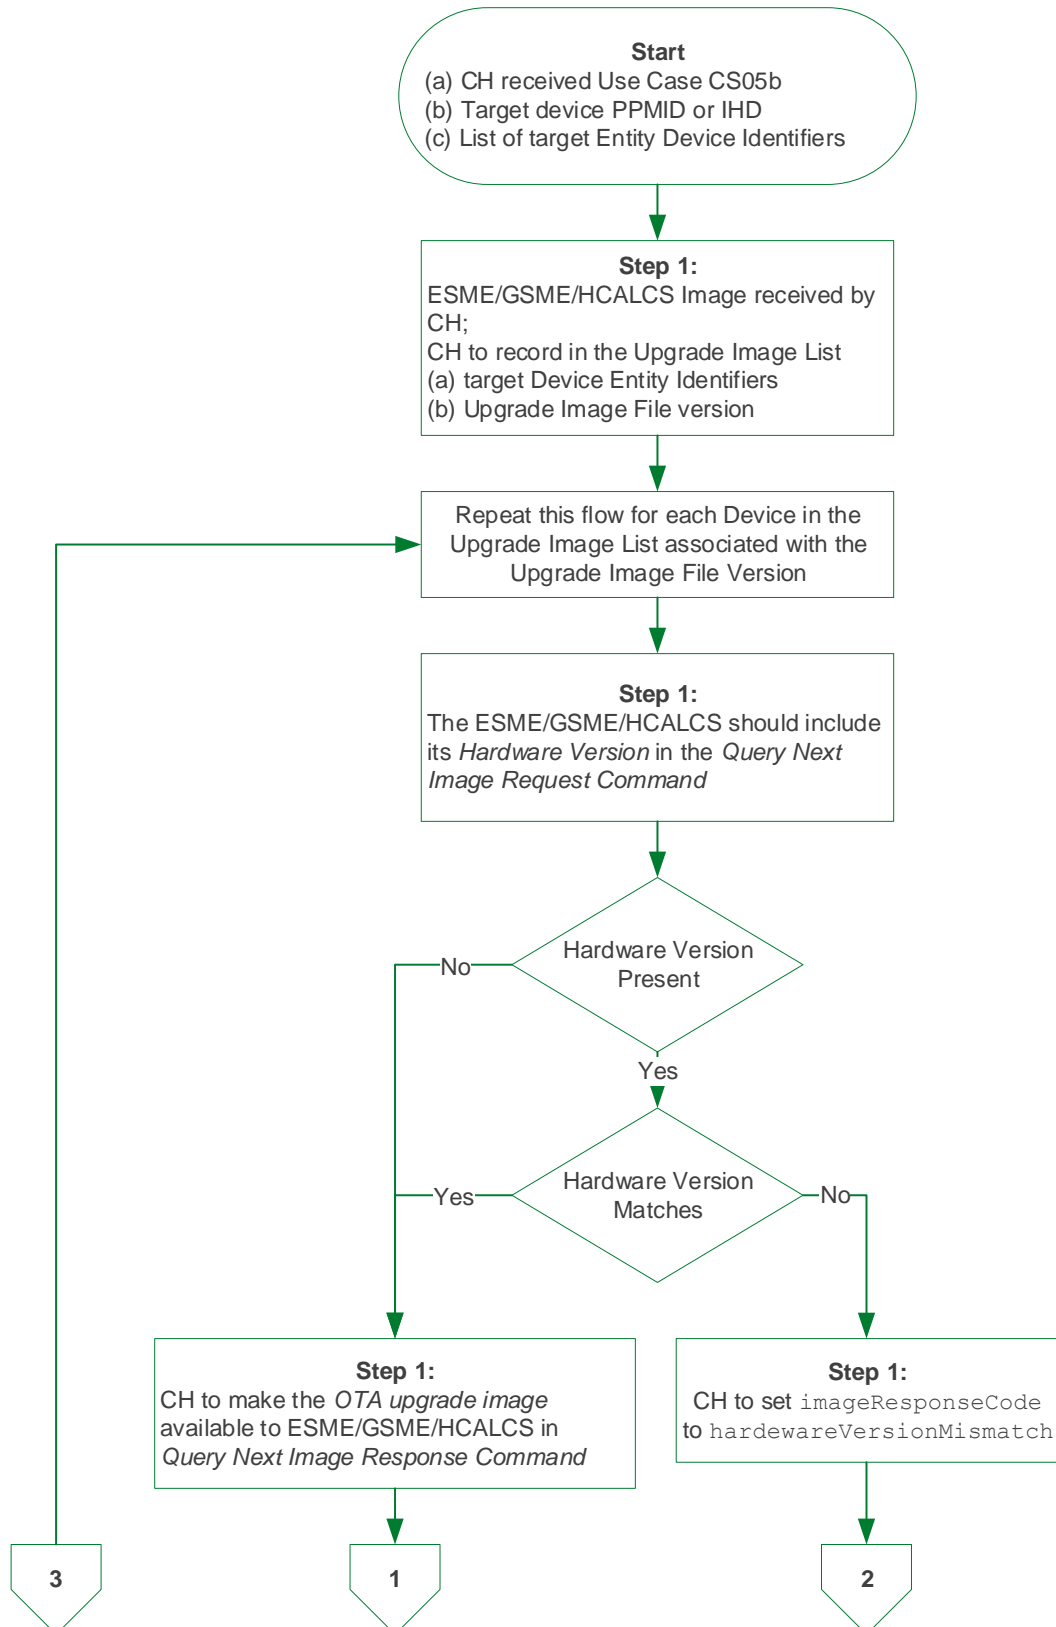 Start
(a) CH received Use Case CS05b
(b) Target device PPMID or IHD
(c) List of target Entity Device Identifiers
Step 1:
ESME/GSME/HCALCS Image received by
CH;
CH to record in the Upgrade Image List
(a) target Device Entity Identifiers
(b) Upgrade Image File version
Repeat this flow for each Device in the
Upgrade Image List associated with the
Upgrade Image File Version
Step 1:
The ESME/GSME/HCALCS should include
its Hardware Version in the Query Next
Image Request Command
Hardware Version
Present
No
Yes
Hardware Version
Matches
Yes
No
Step 1:
CH to make the OTA upgrade image
available to ESME/GSME/HCALCS in
Query Next Image Response Command
Step 1:
CH to set imageResponseCode
to hardewareVersionMismatch
3
1
2